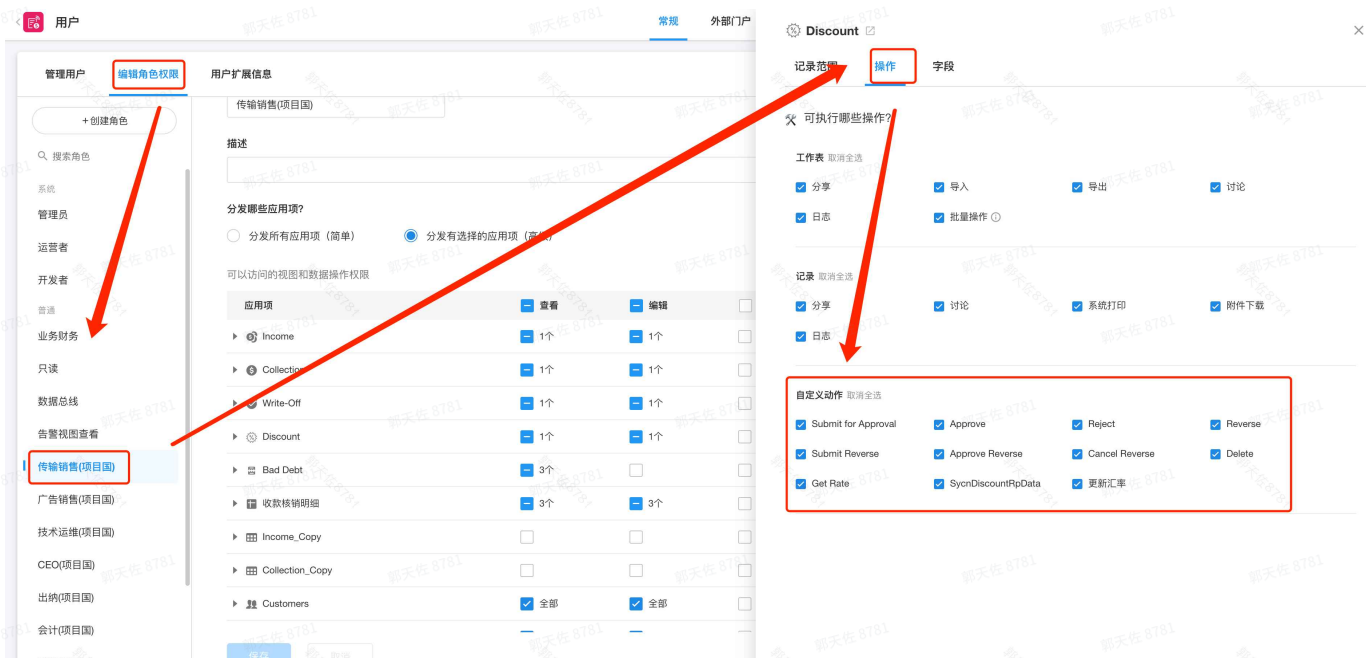 用户
常规
外部门户
管理用户
编辑角色权限
用户扩展信息
+创建角色
搜索角色
系统
管理员
运营者
开发者
普通
业务财务
只读
数据总线
告警视图查看
传输销售(项目国)
广告销售(项目国)
技术运维(项目国)
CEO(项目国)
出纳(项目国)
会计(项目国)
传输销售(项目国)
描述
分发哪些应用项?
分发所有应用项（简单）
分发有选择的应用项（高级）
可以访问的视图和数据操作权限
应用项 查看 编辑
Income 1个 1个
Collection 1个 1个
Write-Off 1个 1个
Discount 1个 1个
Bad Debt 3个
收款核销明细 3个 3个
Income_Copy
Collection_Copy
Customers 全部 全部
保存
Discount
记录范围 操作 字段
可执行哪些操作?
工作表 取消全选
分享 导入 导出 讨论
日志 批量操作
记录 取消全选
分享 讨论 系统打印 附件下载
日志
自定义动作 取消全选
Submit for Approval Approve Reject Reverse
Submit Reverse Approve Reverse Cancel Reverse Delete
Get Rate SycnDiscountRpData 更新汇率
郭天佐 8781